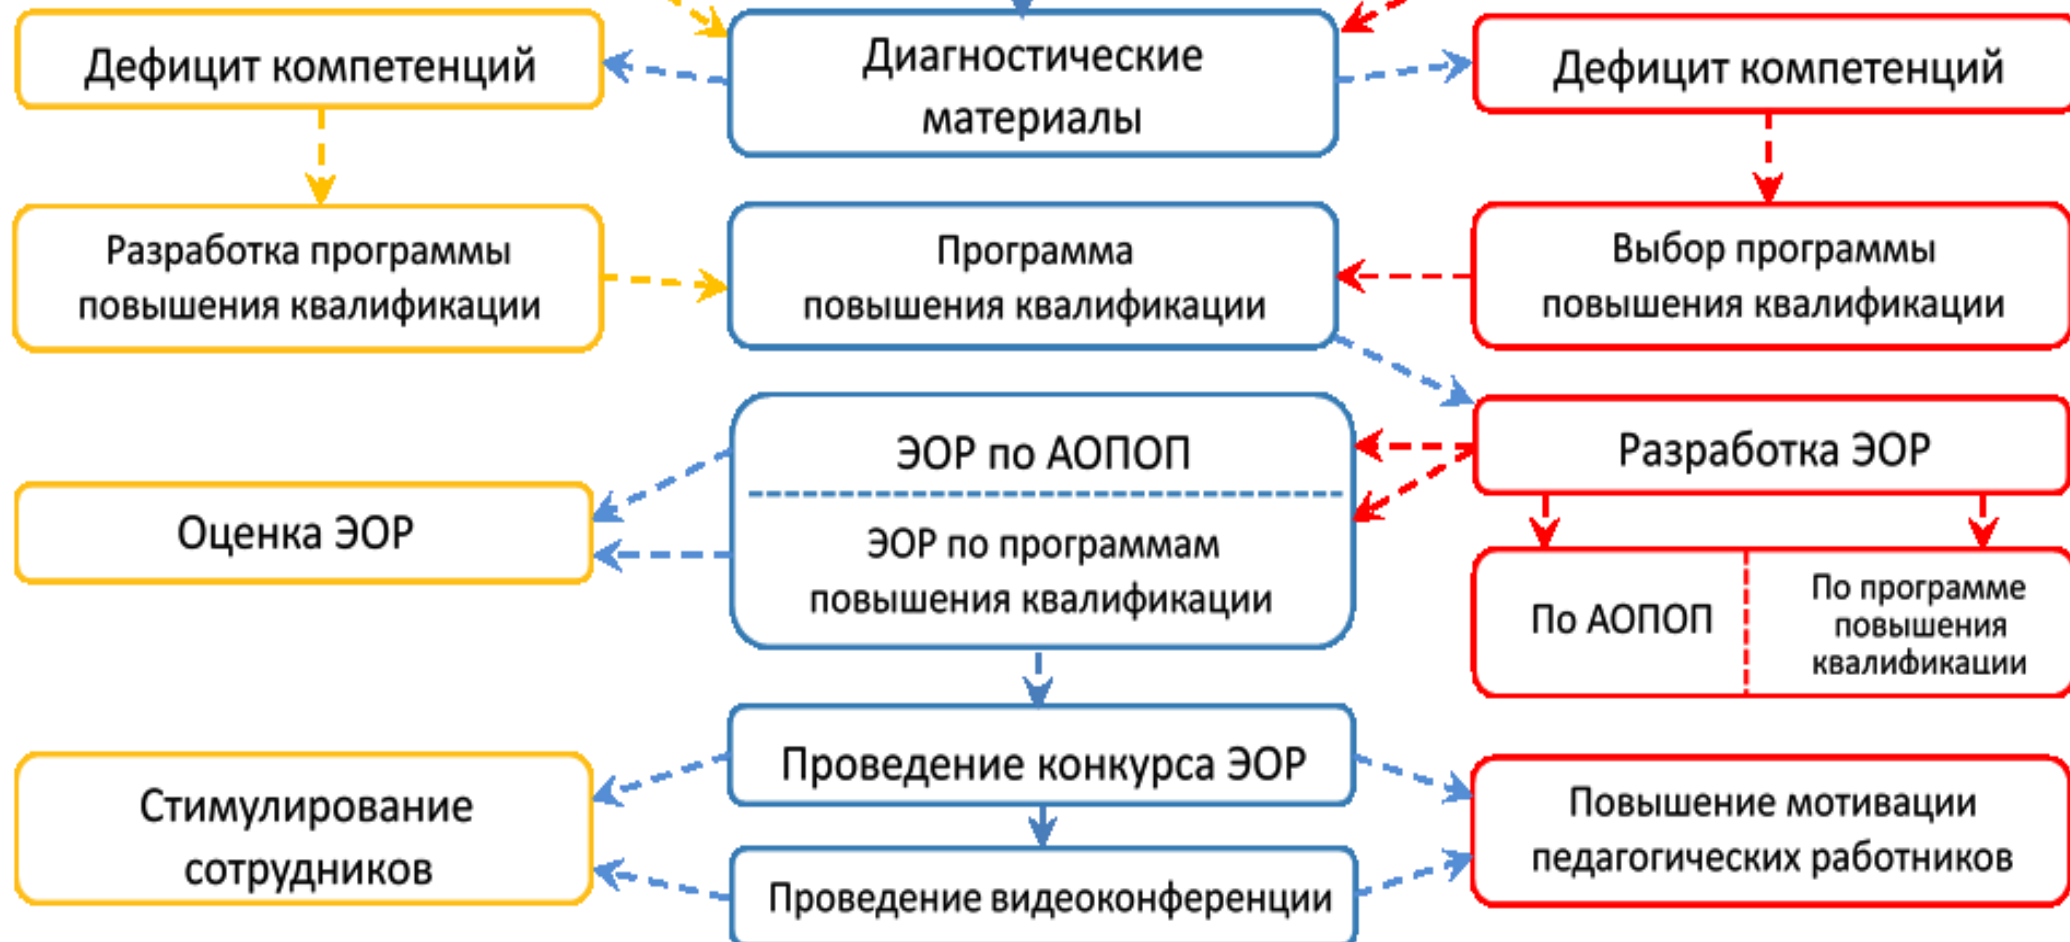 Дефицит компетенций
Диагностические
материалы
Дефицит компетенций
Разработка программы
повышения квалификации
Программа
повышения квалификации
Выбор программы
повышения квалификации
ЭОР по АОПОП
ЭОР по программам
повышения квалификации
Разработка ЭОР
Оценка ЭОР
По АОПОП
По программе
повышения
квалификации
Проведение конкурса ЭОР
Стимулирование
сотрудников
Повышение мотивации
педагогических работников
Проведение видеоконференции